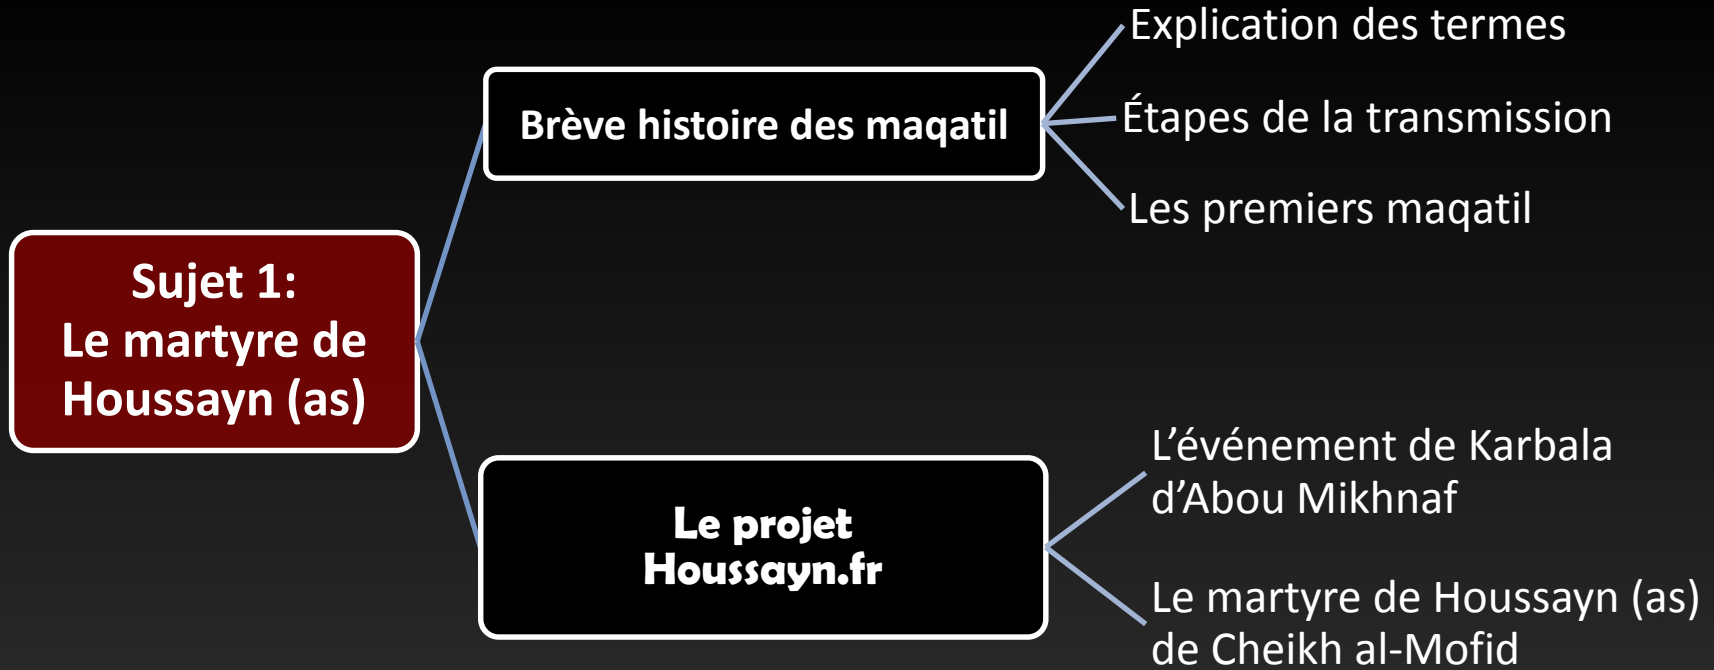 Sujet 1:
Le martyre de
Houssayn (as)
Brève histoire des maqatil
Explication des termes
Étapes de la transmission
Les premiers maqatil
Le projet
Houssayn.fr
L’événement de Karbala
d’Abou Mikhnaf
Le martyre de Houssayn (as)
de Cheikh al-Mofid